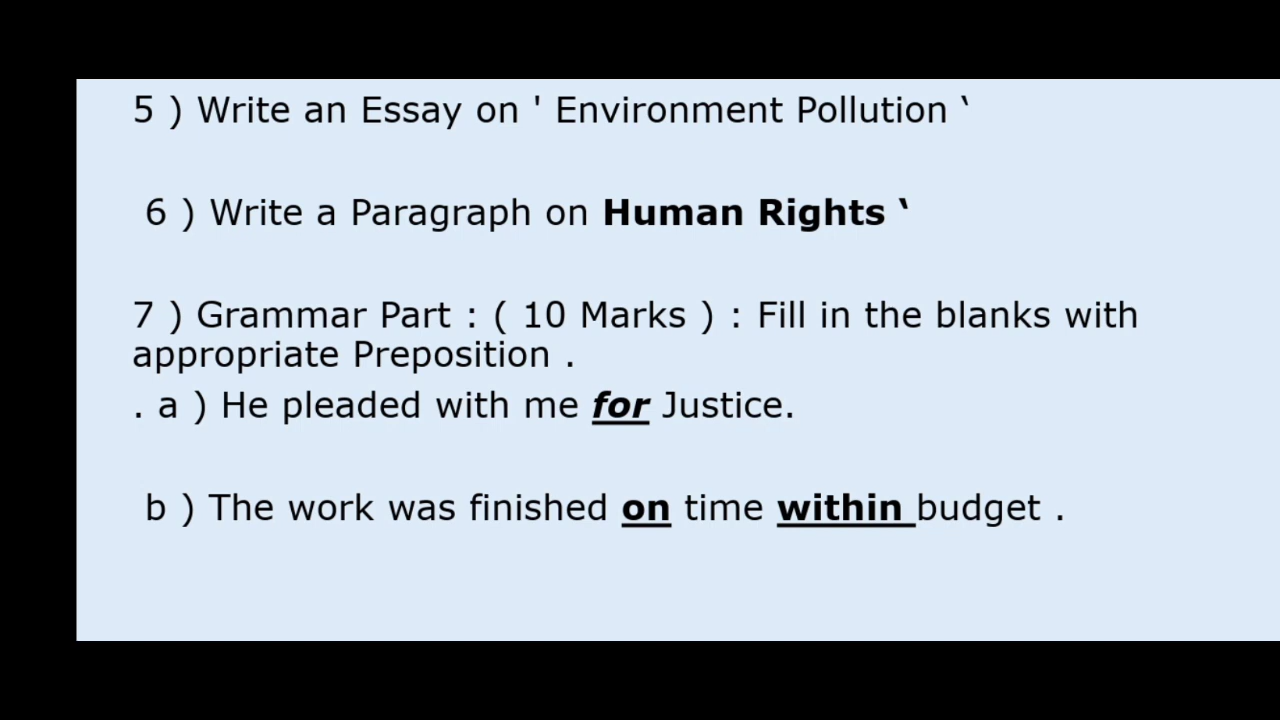 5 ) Write an Essay on ' Environment Pollution ‛
6 ) Write a Paragraph on Human Rights ‛
7 ) Grammar Part : ( 10 Marks ) : Fill in the blanks with
appropriate Preposition .
. a ) He pleaded with me for Justice.
b ) The work was finished on time within budget .